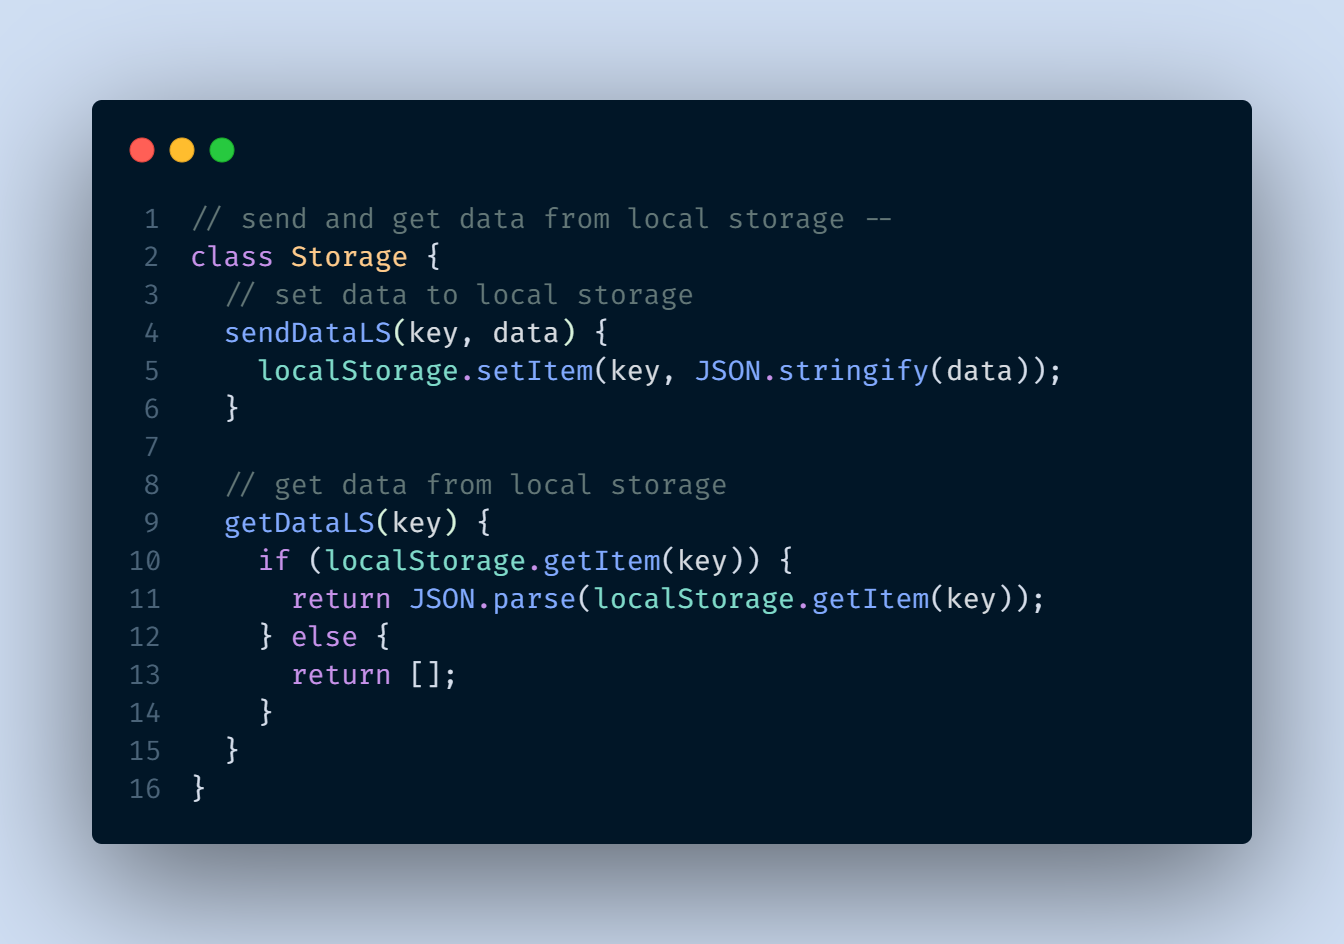 1 // send and get data from local storage --
2 class Storage {
3   // set data to local storage
4   sendDataLS(key, data) {
5     localStorage.setItem(key, JSON.stringify(data));
6   }
7
8   // get data from local storage
9   getDataLS(key) {
10     if (localStorage.getItem(key)) {
11       return JSON.parse(localStorage.getItem(key));
12     } else {
13       return [];
14     }
15   }
16 }